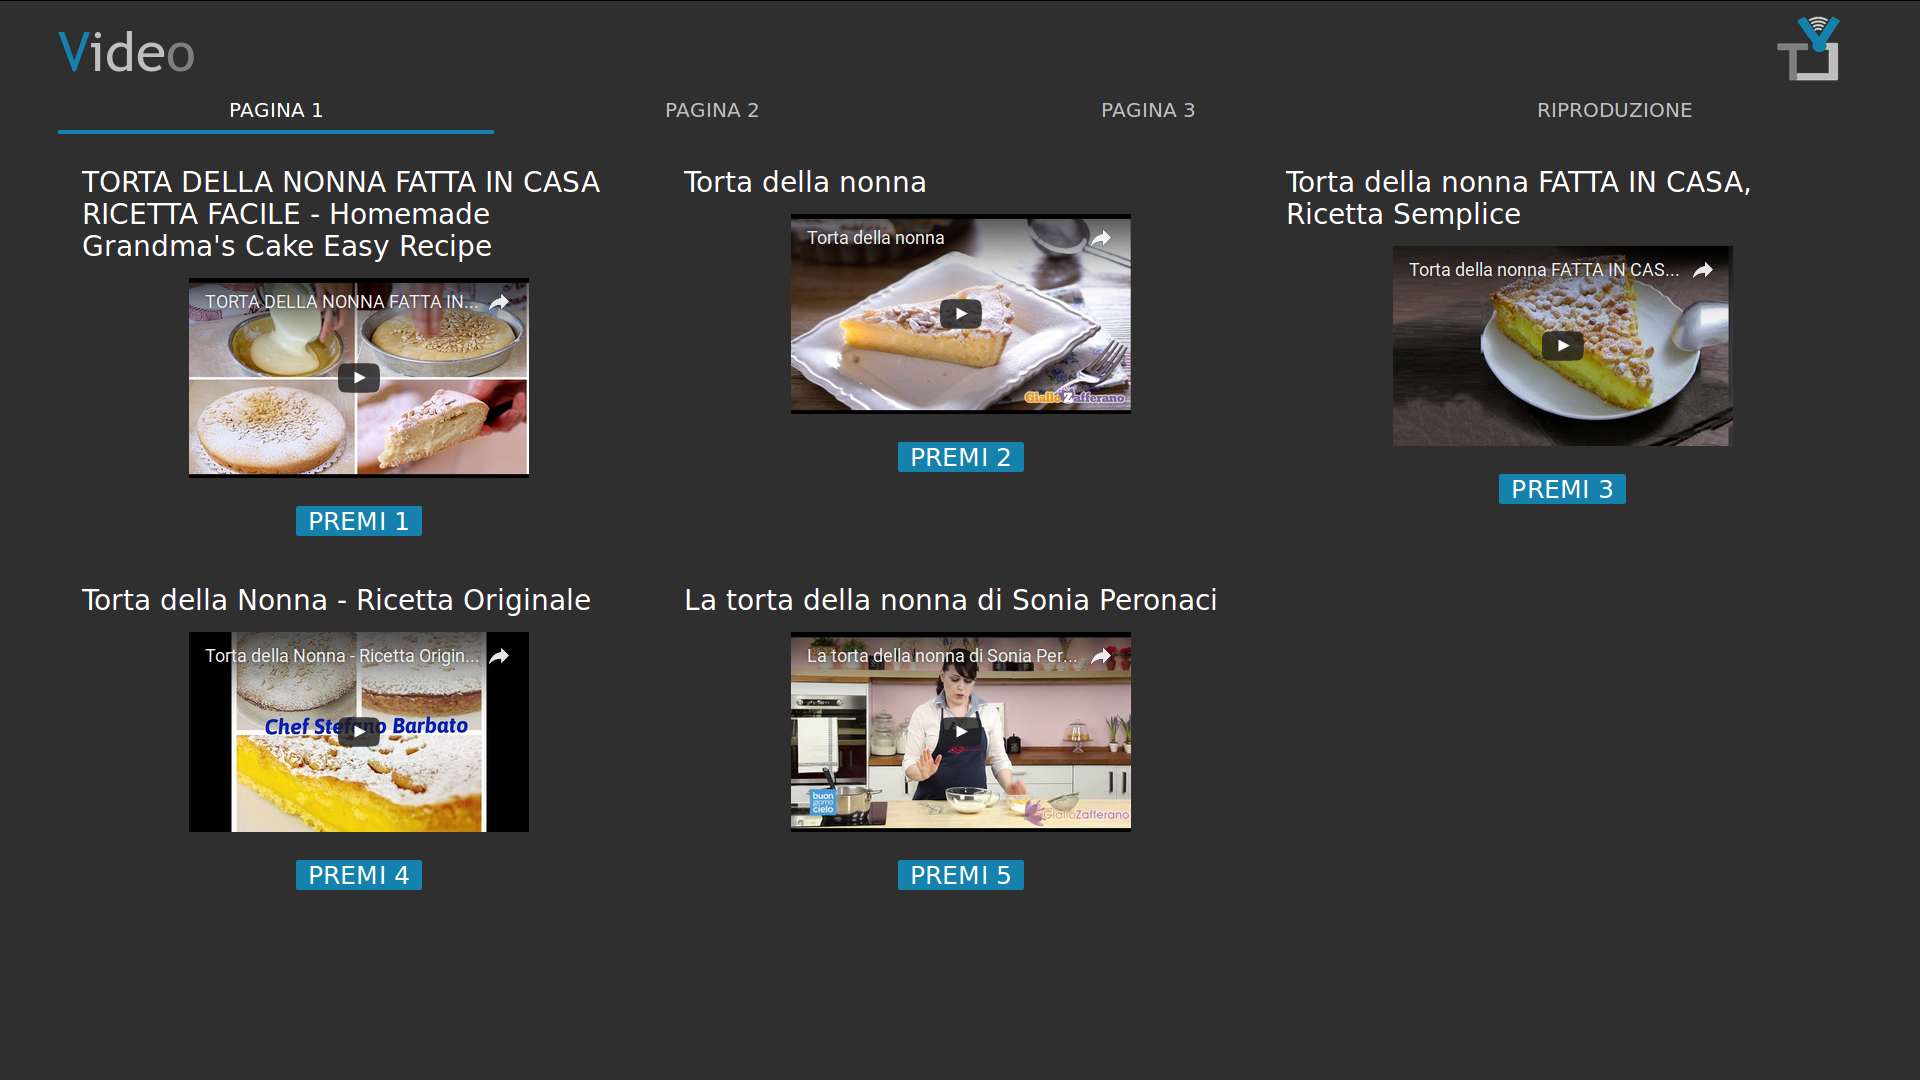 Video
PAGINA 1
PAGINA 2
PAGINA 3
RIPRODUZIONE
TORTA DELLA NONNA FATTA IN CASA
RICETTA FACILE - Homemade
Grandma's Cake Easy Recipe
TORTA DELLA NONNA FATTA IN...
PREMI 1
Torta della nonna
Torta della nonna
GialloZafferano
PREMI 2
Torta della nonna FATTA IN CASA,
Ricetta Semplice
Torta della nonna FATTA IN CAS...
PREMI 3
Torta della Nonna - Ricetta Originale
Torta della Nonna - Ricetta Origin...
Chef Stefano Barbato
PREMI 4
La torta della nonna di Sonia Peronaci
La torta della nonna di Sonia Per...
buon
giorno
cielo
GialloZafferano
PREMI 5